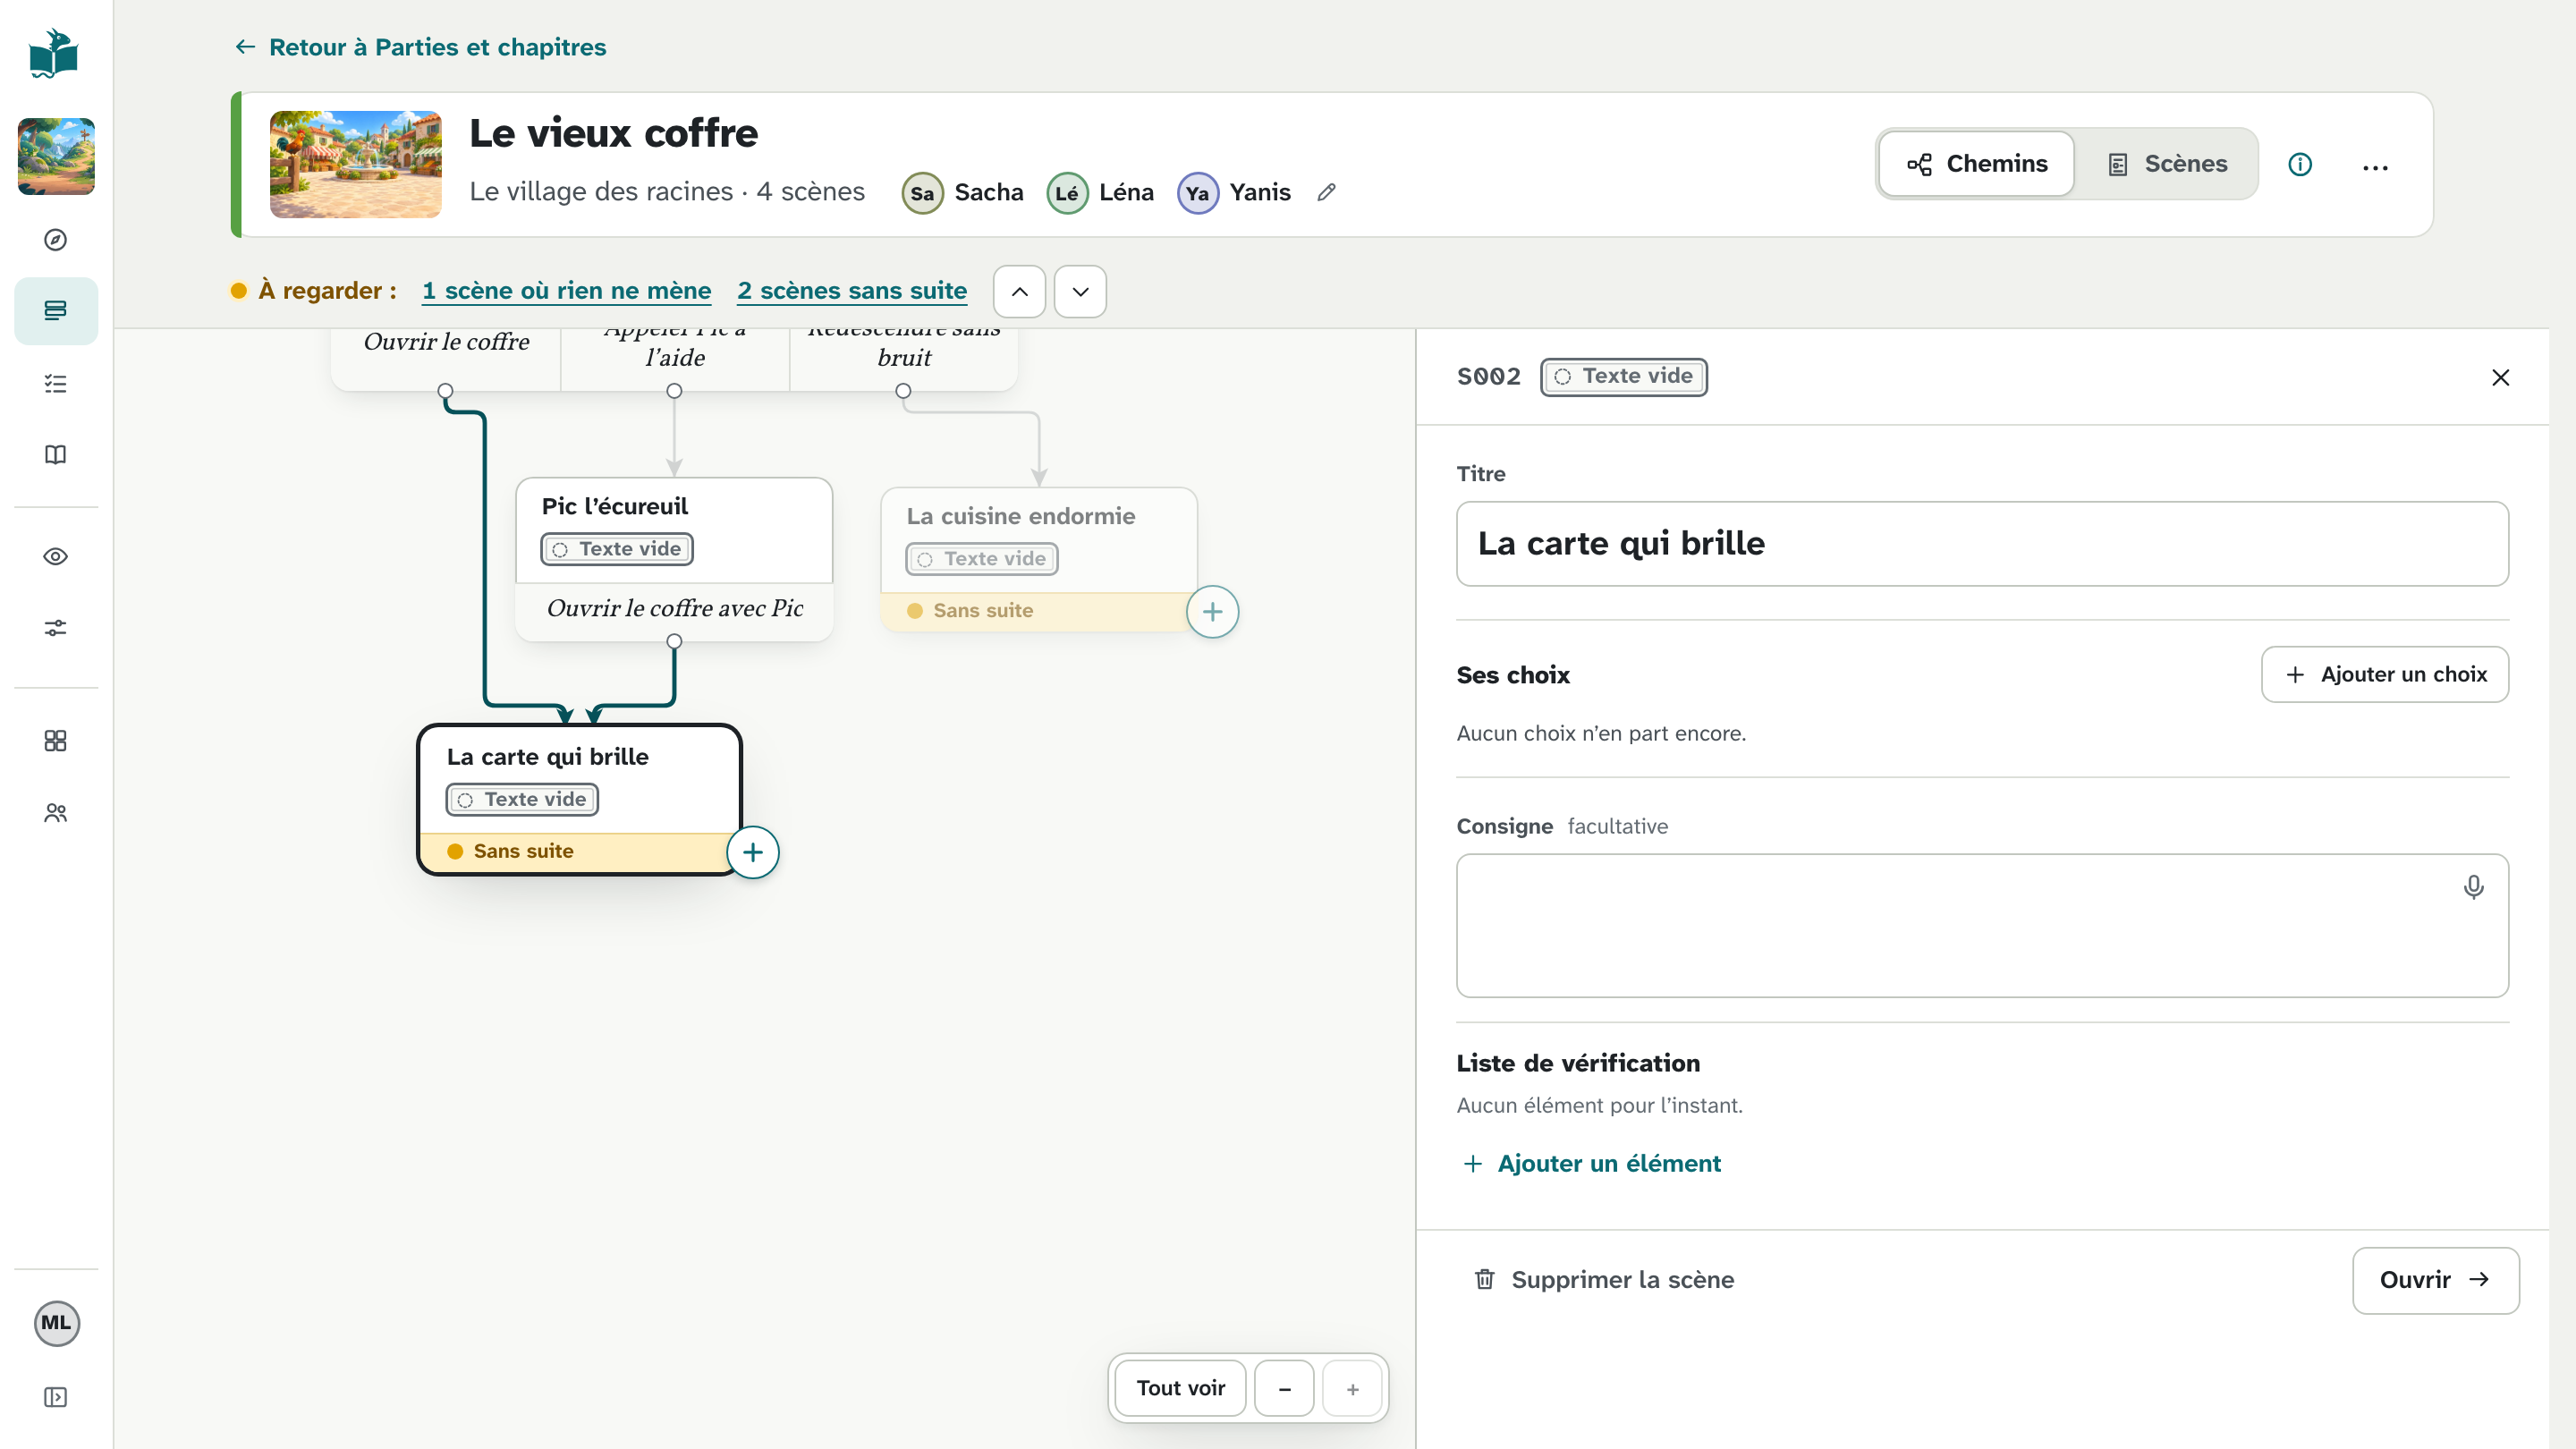 Retour à Parties et chapitres
Le vieux coffre
Le village des racines · 4 scènes
Sa Sacha Lé Léna Ya Yanis
Chemins
Scènes
À regarder : 1 scène où rien ne mène 2 scènes sans suite
Ouvrir le coffre
Appeler Pic à
l’aide
Redescendre sans
bruit
Pic l’écureuil
Texte vide
Ouvrir le coffre avec Pic
La cuisine endormie
Texte vide
Sans suite
La carte qui brille
Texte vide
Sans suite
Tout voir
S002 Texte vide
Titre
La carte qui brille
Ses choix
Ajouter un choix
Aucun choix n’en part encore.
Consigne facultative
Liste de vérification
Aucun élément pour l’instant.
Ajouter un élément
Supprimer la scène
Ouvrir
ML